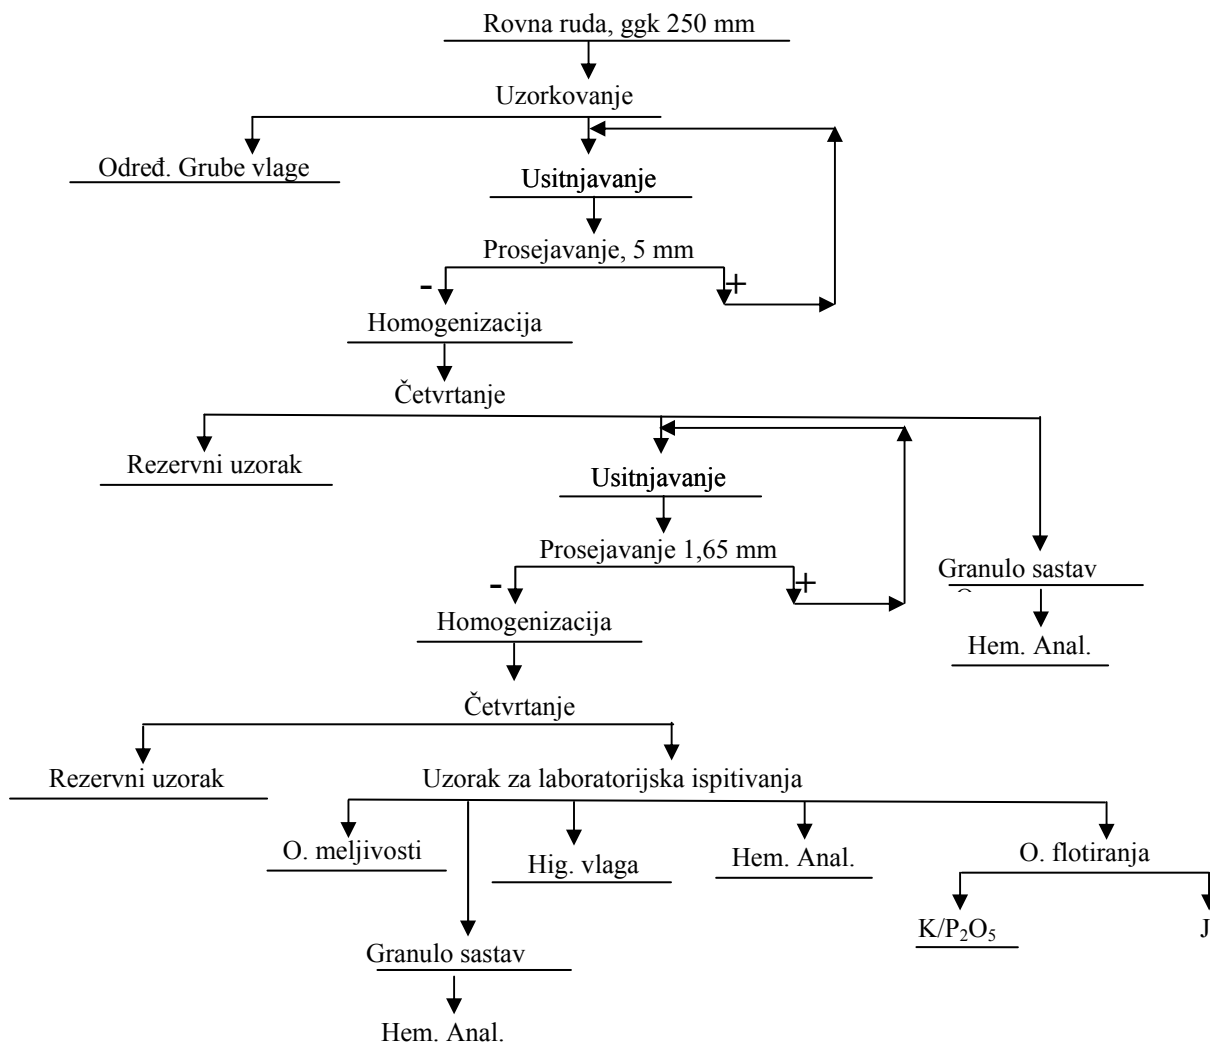 Rovna ruda, ggk 250 mm
Uzorkovanje
Određ. Grube vlage
Usitnjavanje
Prosejavanje, 5 mm
- +
Homogenizacija
Četvrtanje
Rezervni uzorak
Usitnjavanje
Prosejavanje 1,65 mm
- +
Granulo sastav
Homogenizacija
Hem. Anal.
Četvrtanje
Rezervni uzorak
Uzorak za laboratorijska ispitivanja
O. meljivosti
Hig. vlaga
Hem. Anal.
O. flotiranja
K/P₂O₅
J
Granulo sastav
Hem. Anal.